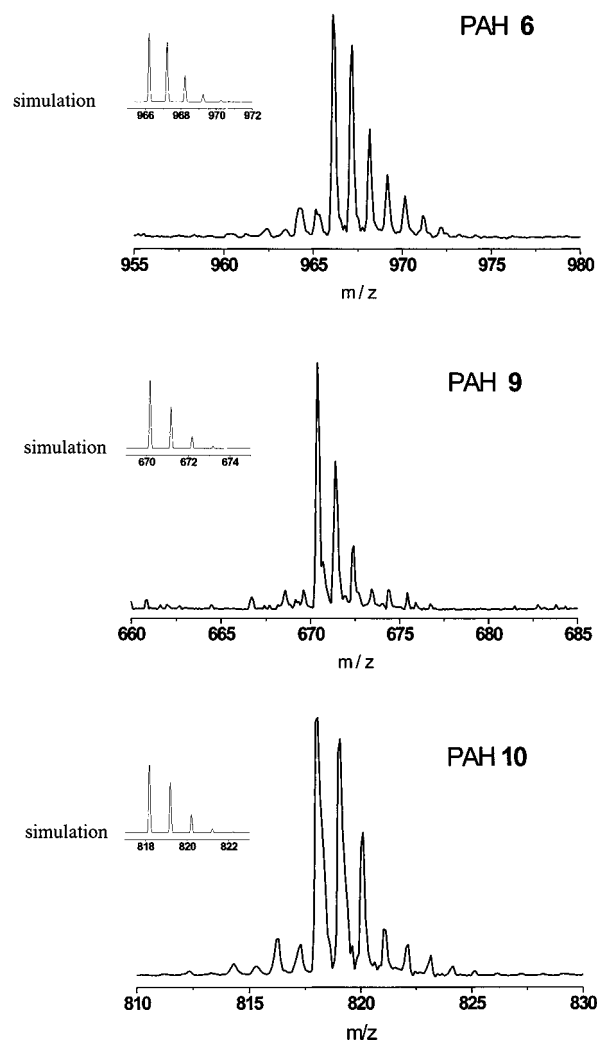 PAH 6
simulation
966 968 970 972
955 960 965 970 975 980
m / z
PAH 9
simulation
670 672 674
660 665 670 675 680 685
m / z
PAH 10
simulation
818 820 822
810 815 820 830
m/z